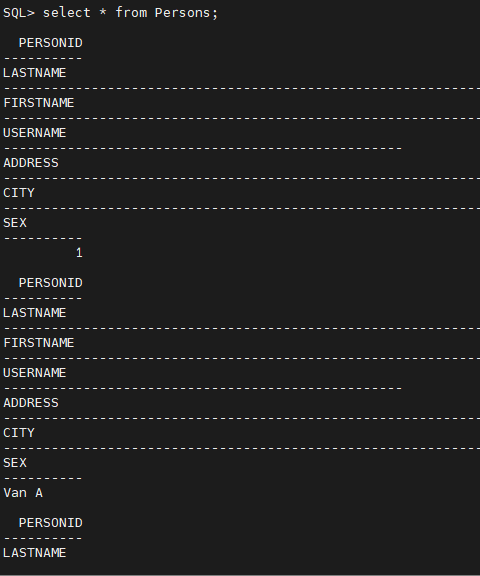 SQL> select * from Persons;
  PERSONID
----------
LASTNAME
------------------------------------------------------------
FIRSTNAME
------------------------------------------------------------
USERNAME
--------------------------------------------------
ADDRESS
------------------------------------------------------------
CITY
------------------------------------------------------------
SEX
----------
         1
  PERSONID
----------
LASTNAME
------------------------------------------------------------
FIRSTNAME
------------------------------------------------------------
USERNAME
--------------------------------------------------
ADDRESS
------------------------------------------------------------
CITY
------------------------------------------------------------
SEX
----------
Van A
  PERSONID
----------
LASTNAME